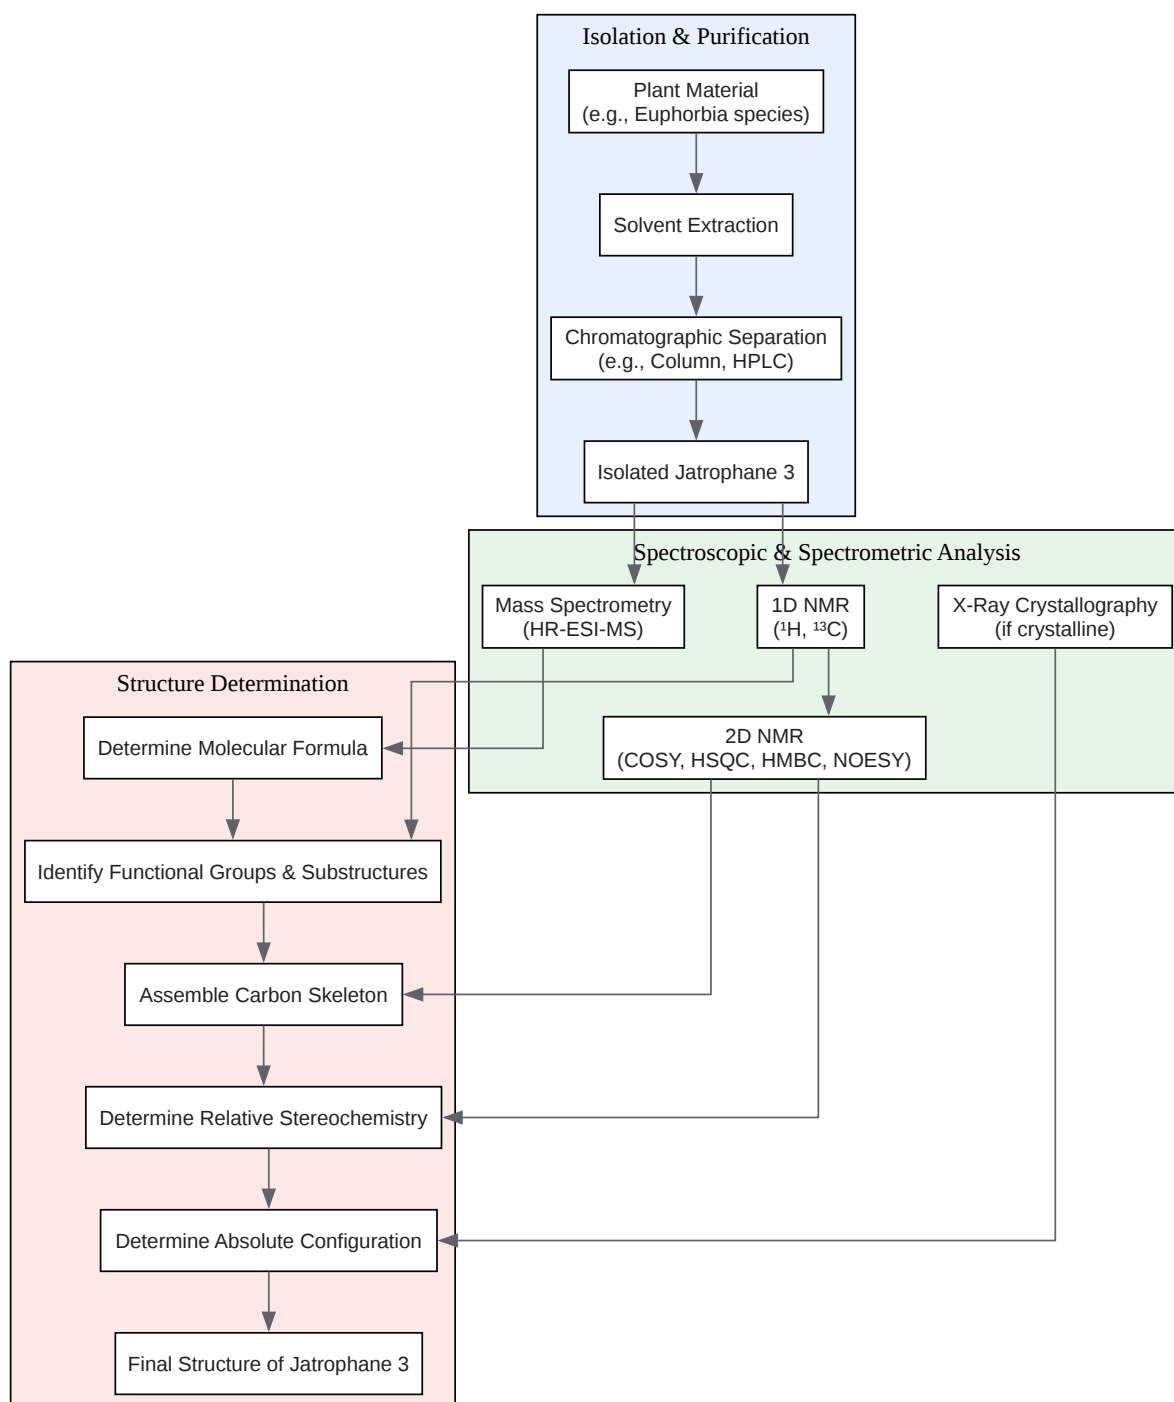 Isolation & Purification
Plant Material
(e.g., Euphorbia species)
Solvent Extraction
Chromatographic Separation
(e.g., Column, HPLC)
Isolated Jatrophane 3
Spectroscopic & Spectrometric Analysis
Mass Spectrometry
(HR-ESI-MS)
1D NMR
(¹H, ¹³C)
X-Ray Crystallography
(if crystalline)
2D NMR
(COSY, HSQC, HMBC, NOESY)
Structure Determination
Determine Molecular Formula
Identify Functional Groups & Substructures
Assemble Carbon Skeleton
Determine Relative Stereochemistry
Determine Absolute Configuration
Final Structure of Jatrophane 3